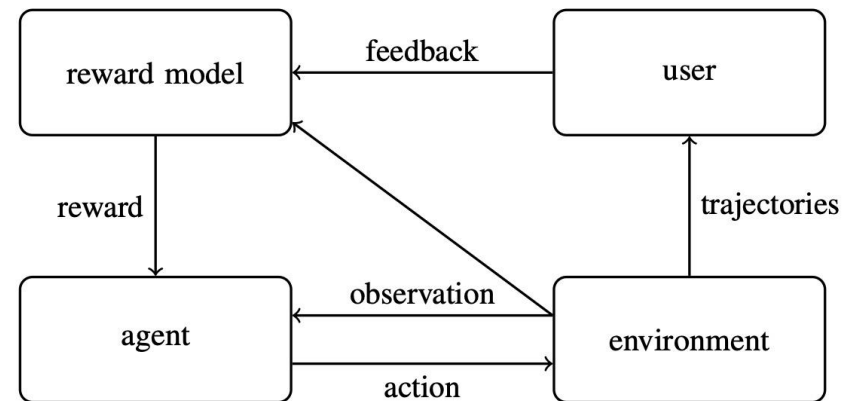 feedback
reward model
user
reward
trajectories
observation
agent
environment
action